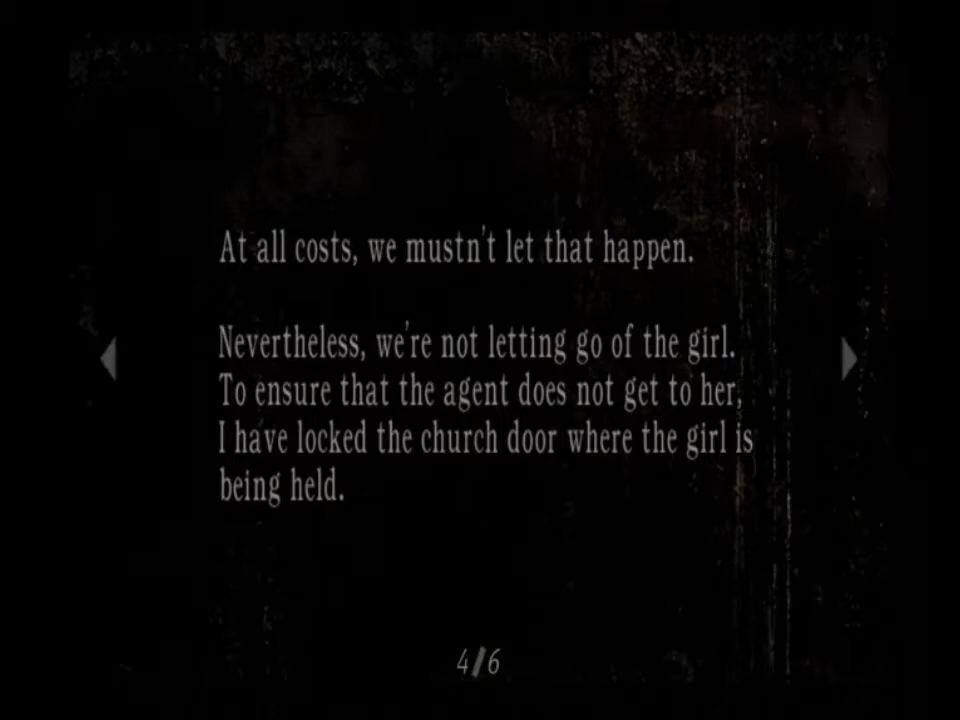 At all costs, we mustn't let that happen.
Nevertheless, we're not letting go of the girl.
To ensure that the agent does not get to her,
I have locked the church door where the girl is
being held.
4/6